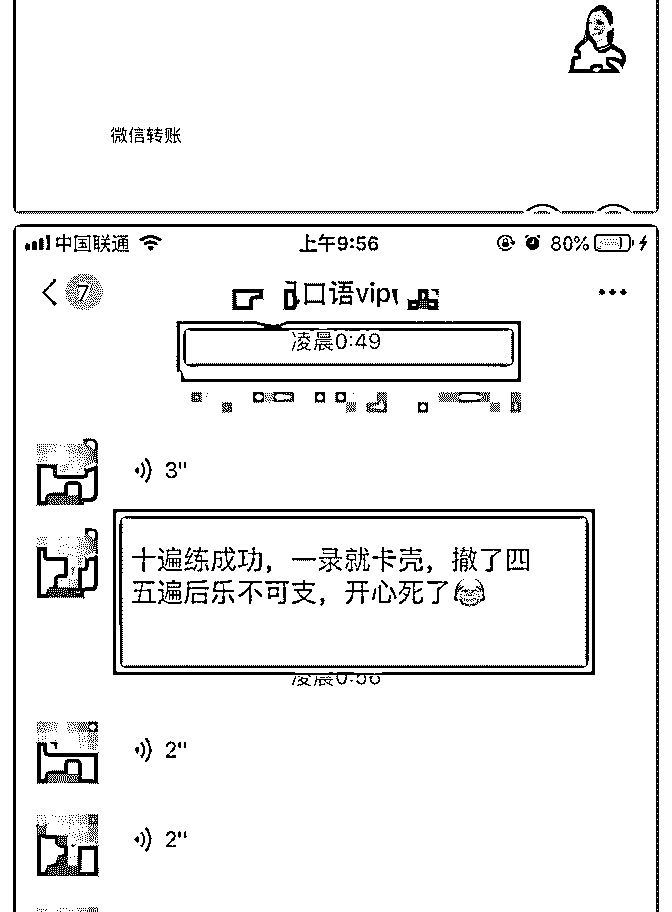 微信转账
中国联通 上午9:56 80%
7 口语vip
凌晨0:49
3"
十遍练成功，一录就卡壳，撤了四
五遍后乐不可支，开心死了
凌晨0:56
2"
2"